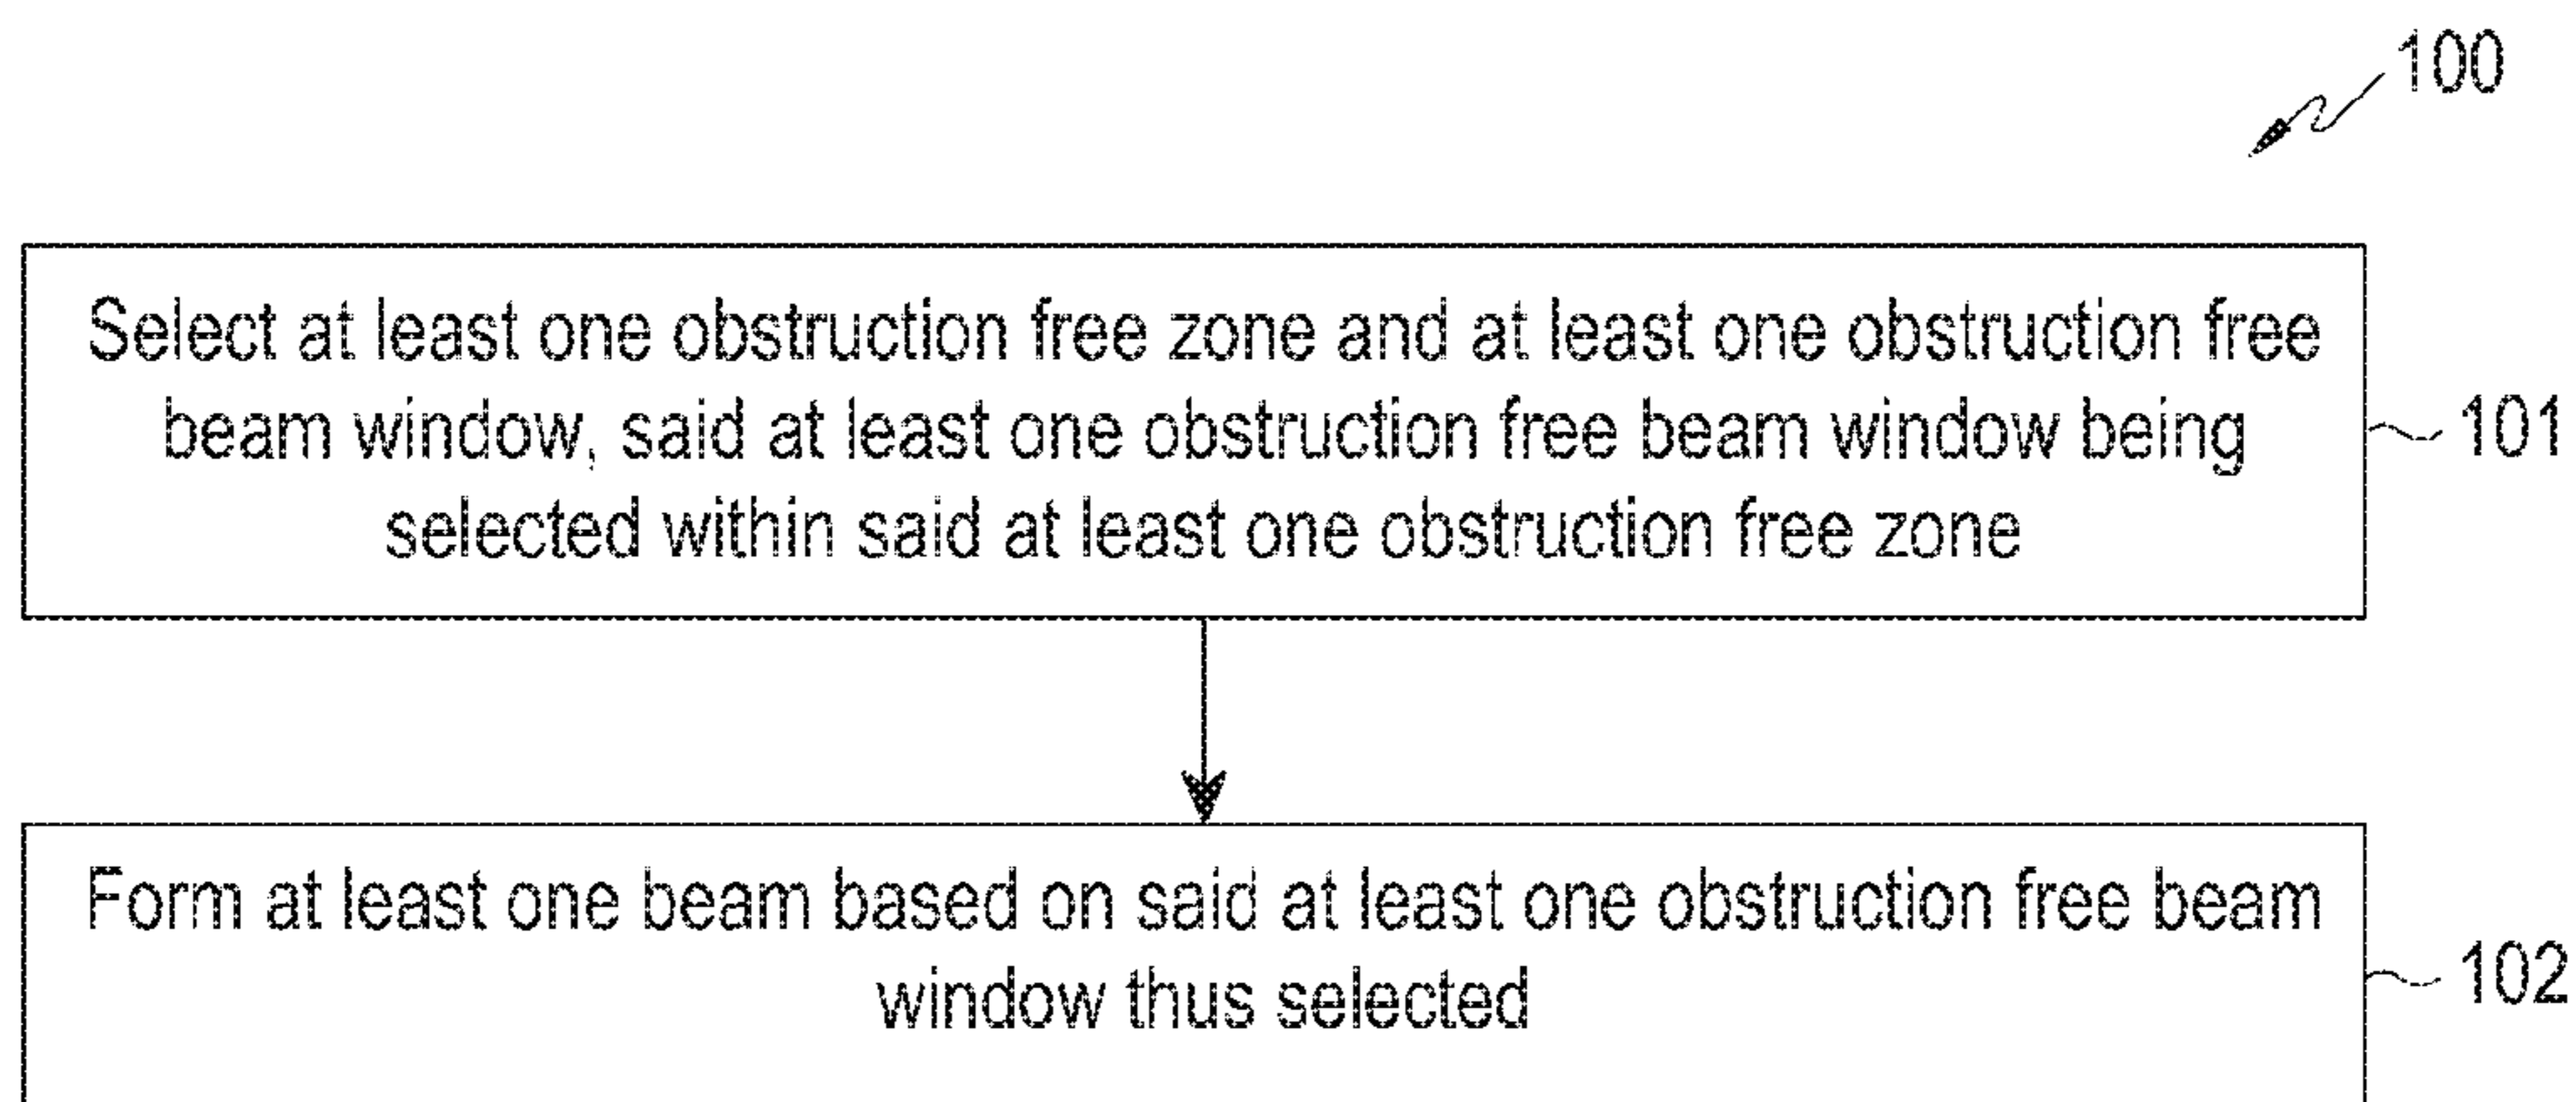 100
Select at least one obstruction free zone and at least one obstruction free
beam window, said at least one obstruction free beam window being
selected within said at least one obstruction free zone
101
Form at least one beam based on said at least one obstruction free beam
window thus selected
102